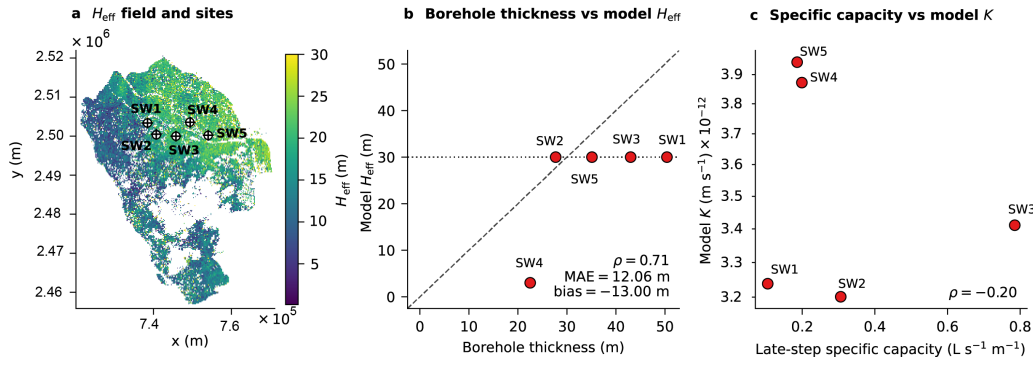 a H_eff field and sites
× 10^6
2.52
2.51
2.50
2.49
2.48
2.47
2.46
y (m)
SW1
SW4
SW2
SW3
SW5
7.4
7.6
× 10^5
x (m)
30
25
20
15
10
5
H_eff (m)
b Borehole thickness vs model H_eff
50
40
30
20
10
0
Model H_eff (m)
SW2
SW3
SW1
SW5
SW4
ρ = 0.71
MAE = 12.06 m
bias = −13.00 m
0
10
20
30
40
50
Borehole thickness (m)
c Specific capacity vs model K
3.9
3.8
3.7
3.6
3.5
3.4
3.3
3.2
Model K (m s⁻¹) × 10⁻¹²
SW5
SW4
SW3
SW1
SW2
ρ = −0.20
0.2
0.4
0.6
0.8
Late-step specific capacity (L s⁻¹ m⁻¹)